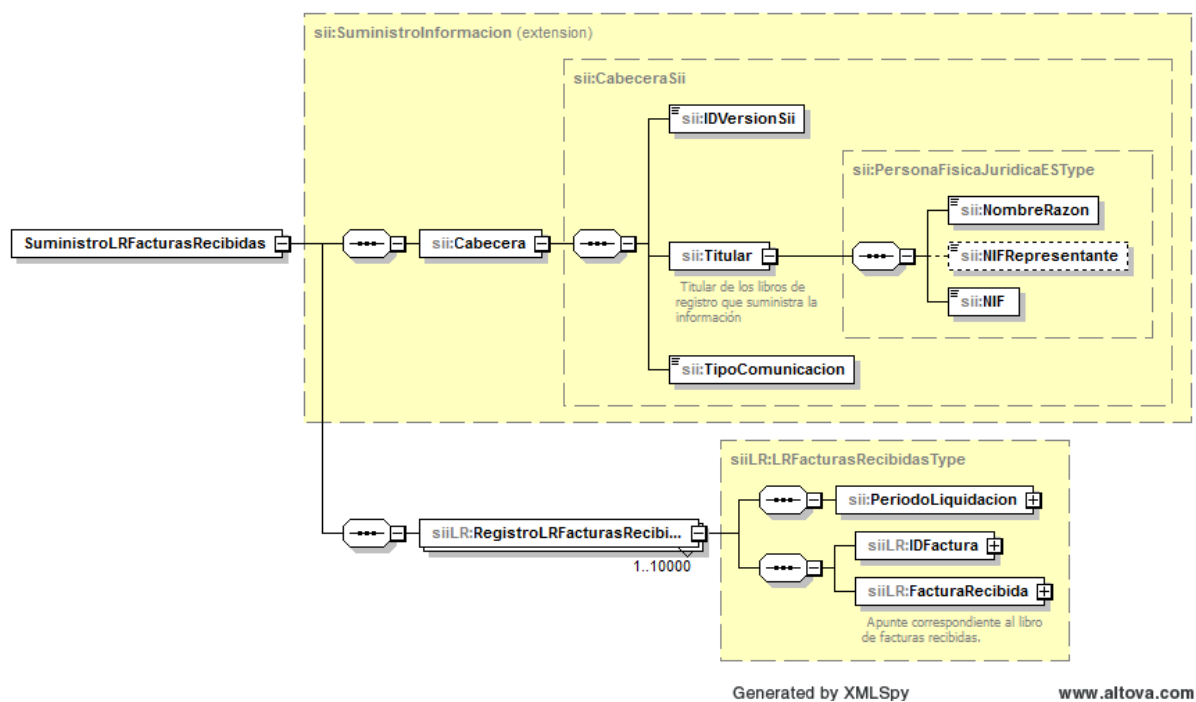 sii:SuministroInformacion (extension)
sii:CabeceraSii
sii:IDVersionSii
sii:PersonaFisicaJuridicaESType
sii:NombreRazon
SuministroLRFacturasRecibidas
sii:Cabecera
sii:Titular
sii:NIFRepresentante
Titular de los libros de
registro que suministra la
información
sii:NIF
sii:TipoComunicacion
siiLR:LRFacturasRecibidasType
sii:PeriodoLiquidacion
siiLR:RegistroLRFacturasRecibi...
1..10000
siiLR:IDFactura
siiLR:FacturaRecibida
Apunte correspondiente al libro
de facturas recibidas.
Generated by XMLSpy
www.altova.com